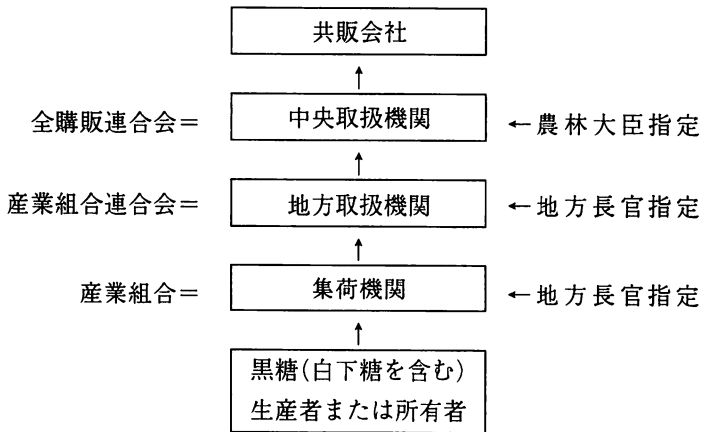 共販会社
↑
全購販連合会＝ 中央取扱機関 ←農林大臣指定
↑
産業組合連合会＝ 地方取扱機関 ←地方長官指定
↑
産業組合＝ 集荷機関 ←地方長官指定
↑
黒糖(白下糖を含む)
生産者または所有者